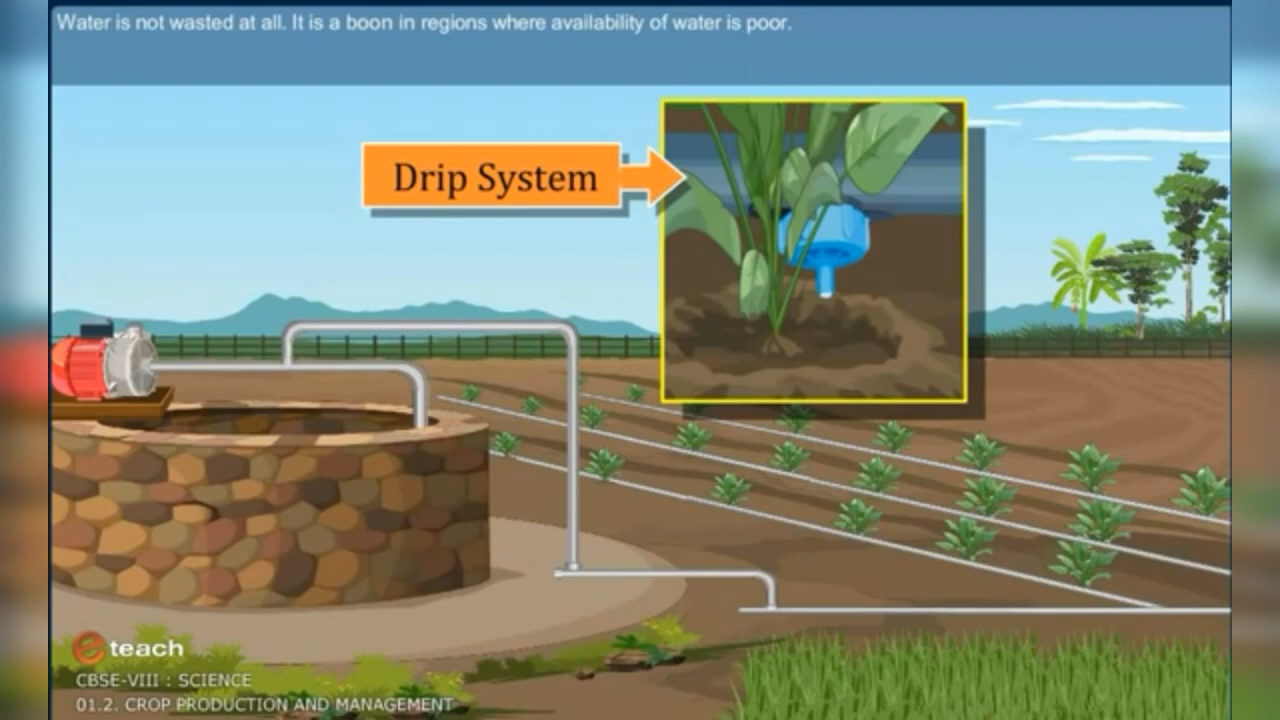 Water is not wasted at all. It is a boon in regions where availability of water is poor.
Drip System
e teach
CBSE-VIII : SCIENCE
01.2. CROP PRODUCTION AND MANAGEMENT